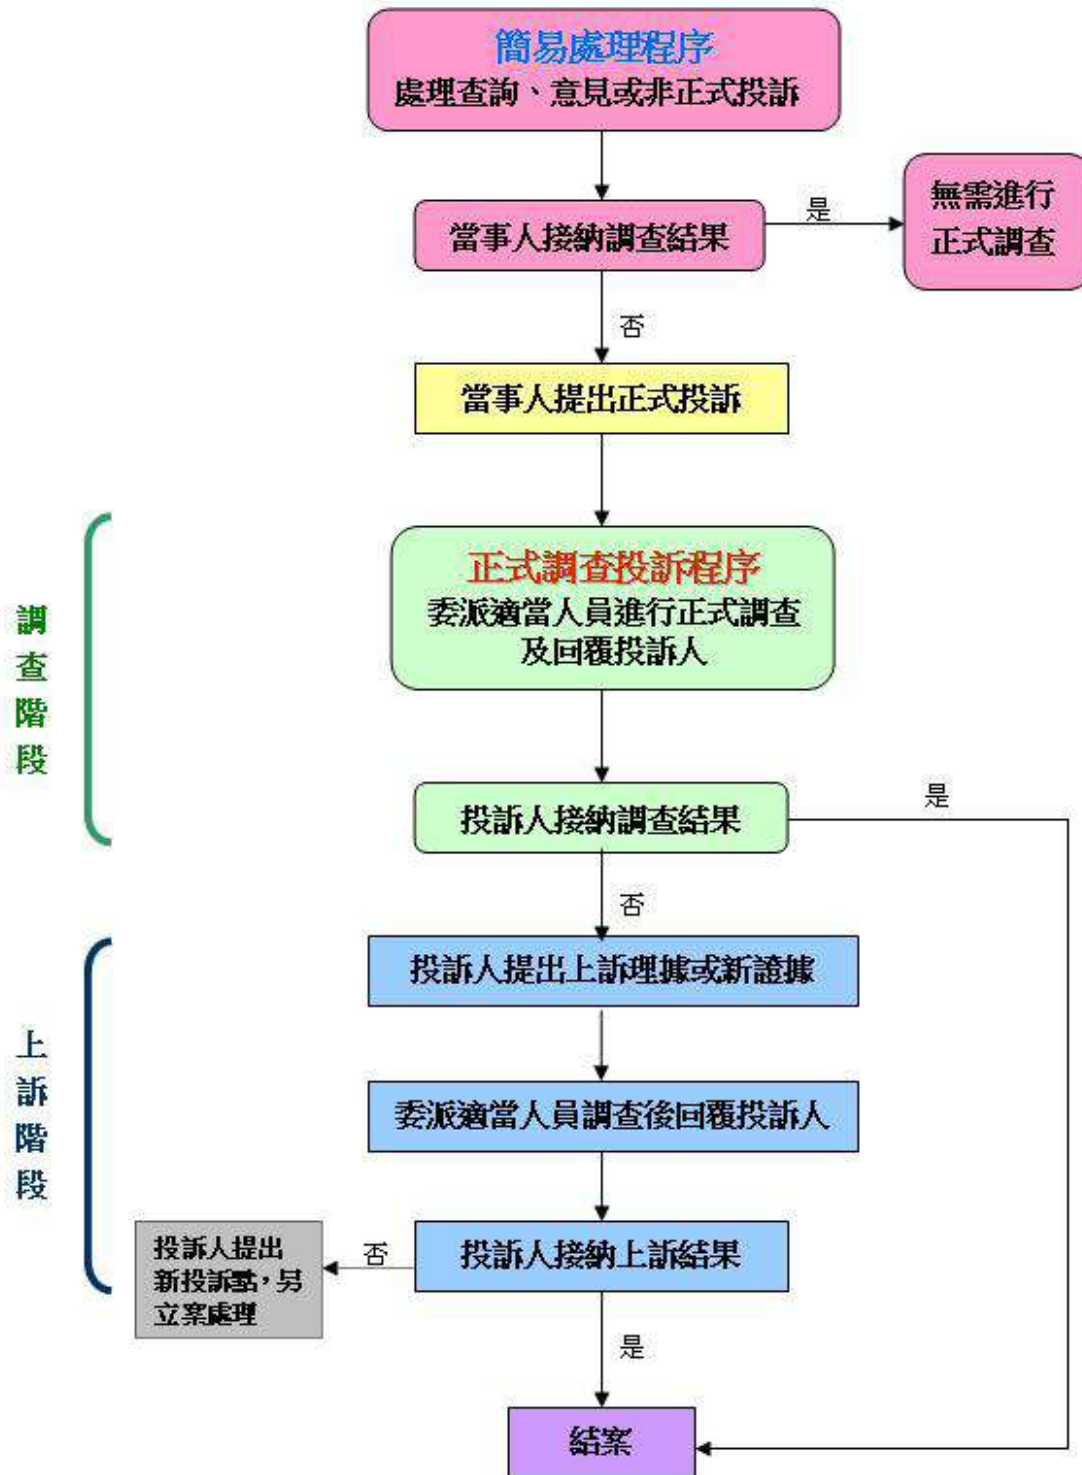 簡易處理程序
處理查詢、意見或非正式投訴
當事人接納調查結果
是
無需進行
正式調查
否
當事人提出正式投訴
調
查
階
段
正式調查投訴程序
委派適當人員進行正式調查
及回覆投訴人
投訴人接納調查結果
是
否
上
訴
階
段
投訴人提出上訴理據或新證據
委派適當人員調查後回覆投訴人
投訴人接納上訴結果
否
投訴人提出
新投訴點，另
立案處理
是
結案